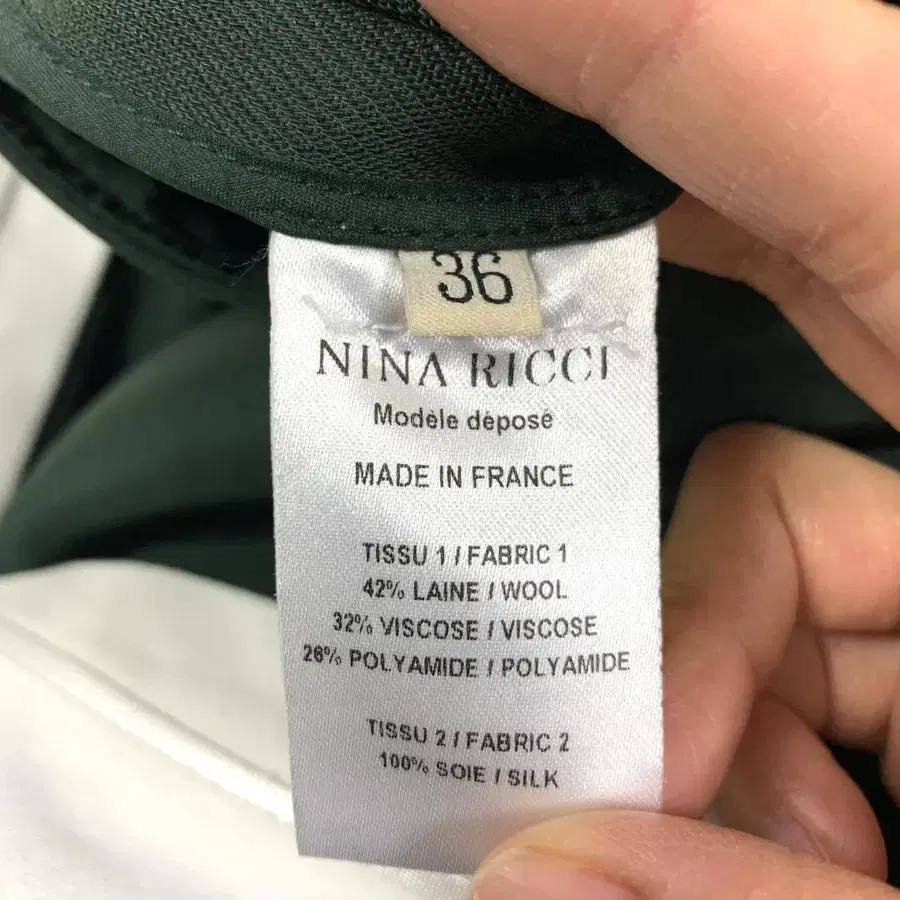 36
NINA RICCI
Modèle déposé
MADE IN FRANCE
TISSU 1 / FABRIC 1
42% LAINE / WOOL
32% VISCOSE / VISCOSE
26% POLYAMIDE / POLYAMIDE
TISSU 2 / FABRIC 2
100% SOIE / SILK